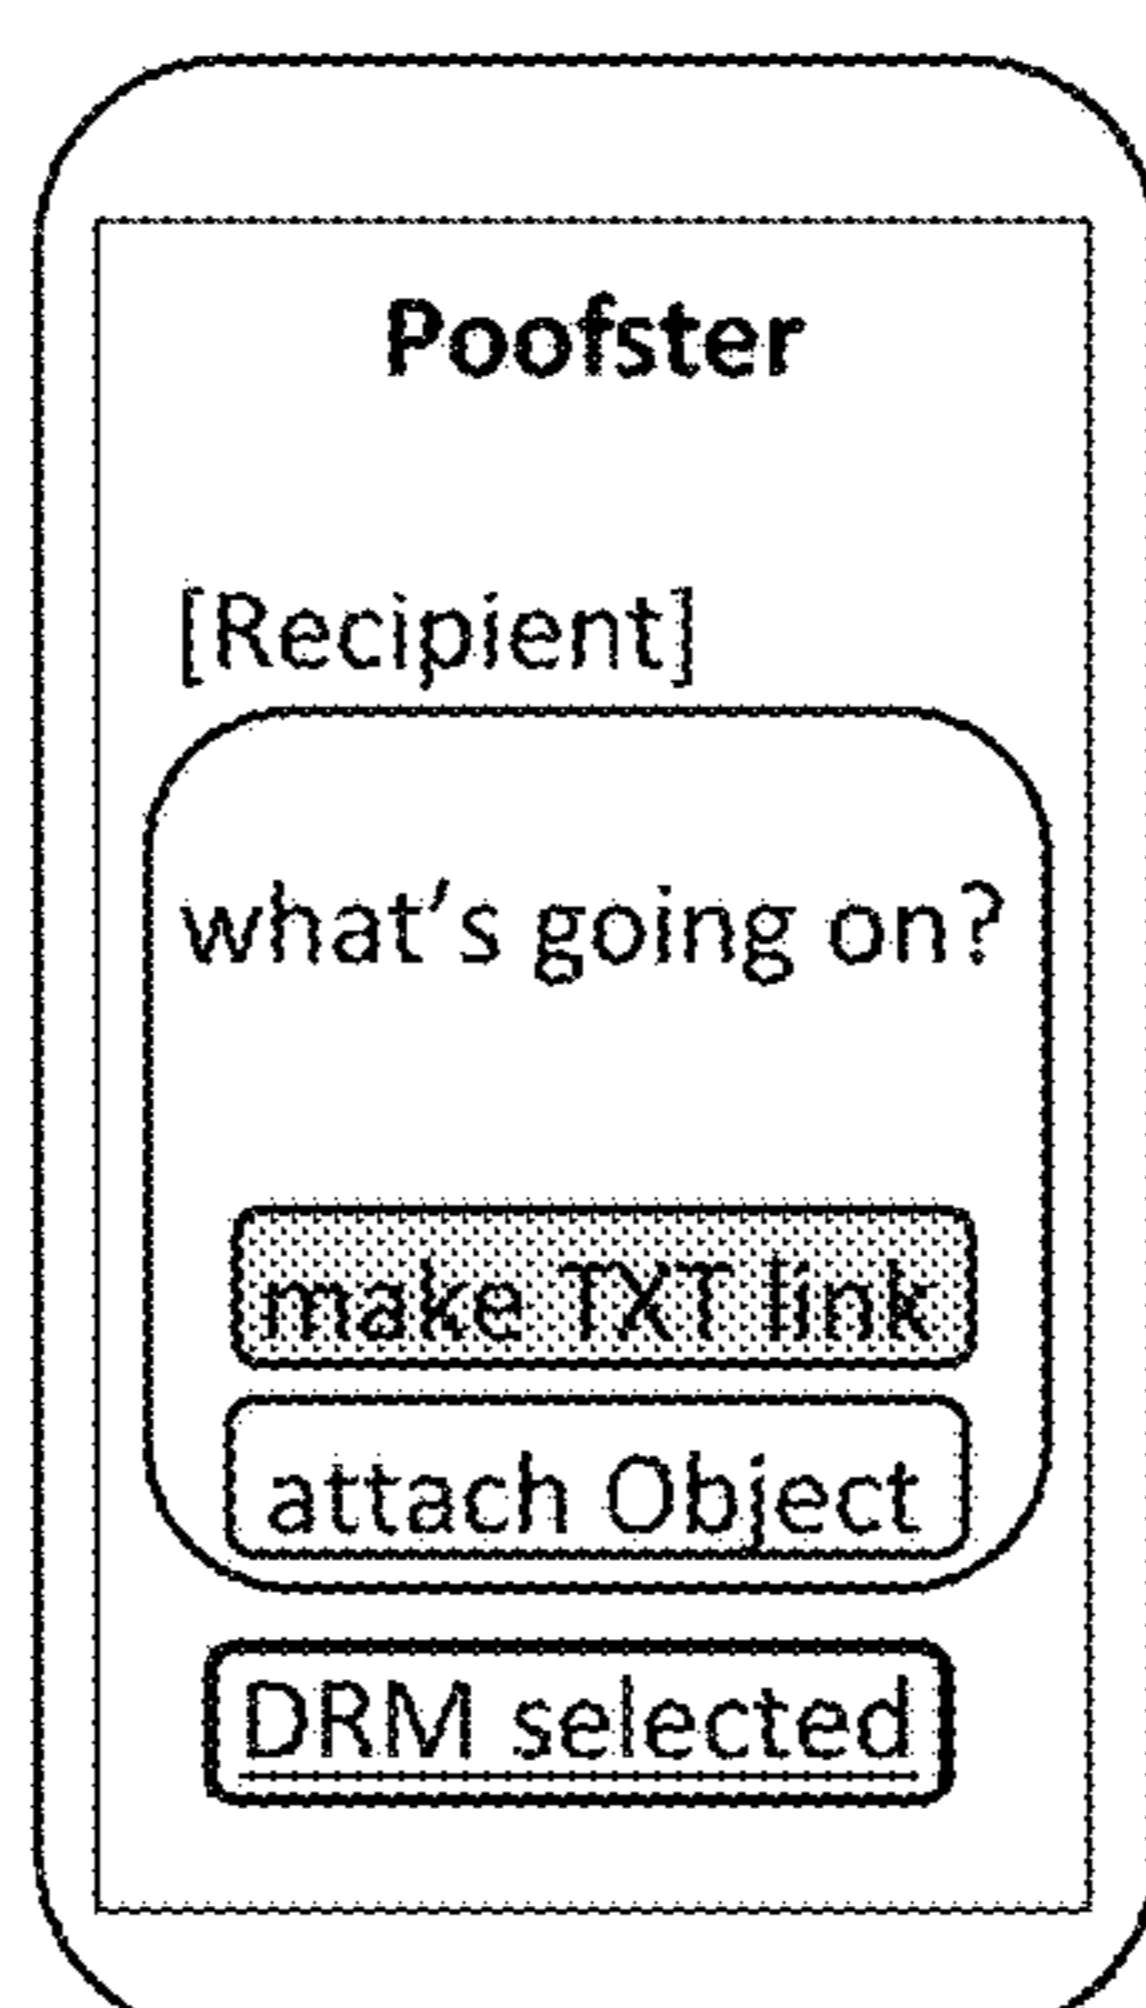 Poofster
[Recipient]
what's going on?
make TXT link
attach Object
DRM selected